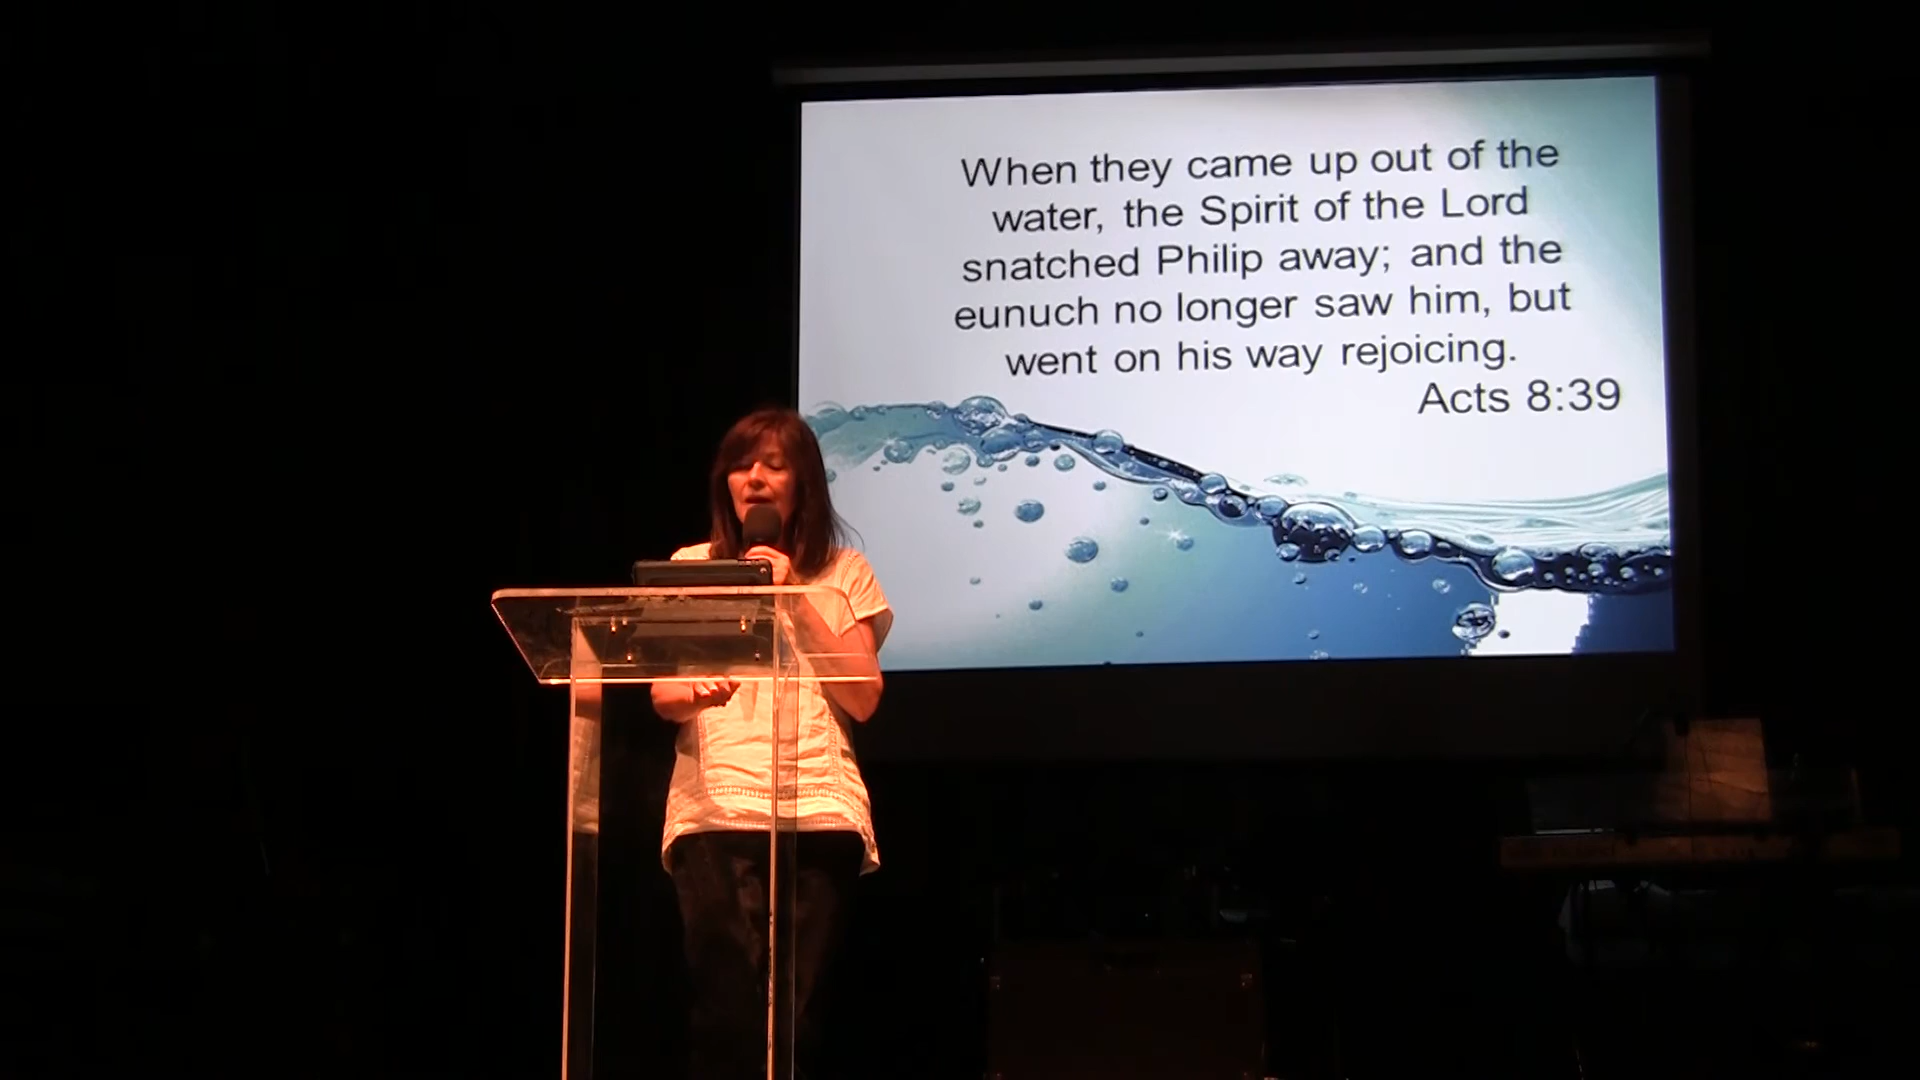 When they came up out of the
water, the Spirit of the Lord
snatched Philip away; and the
eunuch no longer saw him, but
went on his way rejoicing.
Acts 8:39